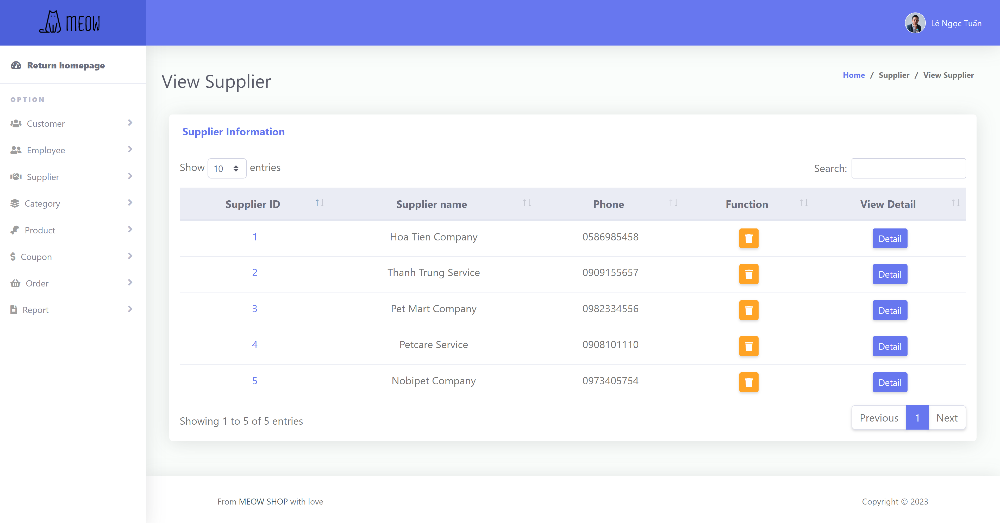 MEOW
Lê Ngọc Tuấn
Return homepage
OPTION
Customer
Employee
Supplier
Category
Product
Coupon
Order
Report
View Supplier
Home / Supplier / View Supplier
Supplier Information
Show 10 entries
Search:
Supplier ID Supplier name Phone Function View Detail
1 Hoa Tien Company 0586985458 Detail
2 Thanh Trung Service 0909155657 Detail
3 Pet Mart Company 0982334556 Detail
4 Petcare Service 0908101110 Detail
5 Nobipet Company 0973405754 Detail
Showing 1 to 5 of 5 entries
Previous 1 Next
From MEOW SHOP with love
Copyright © 2023